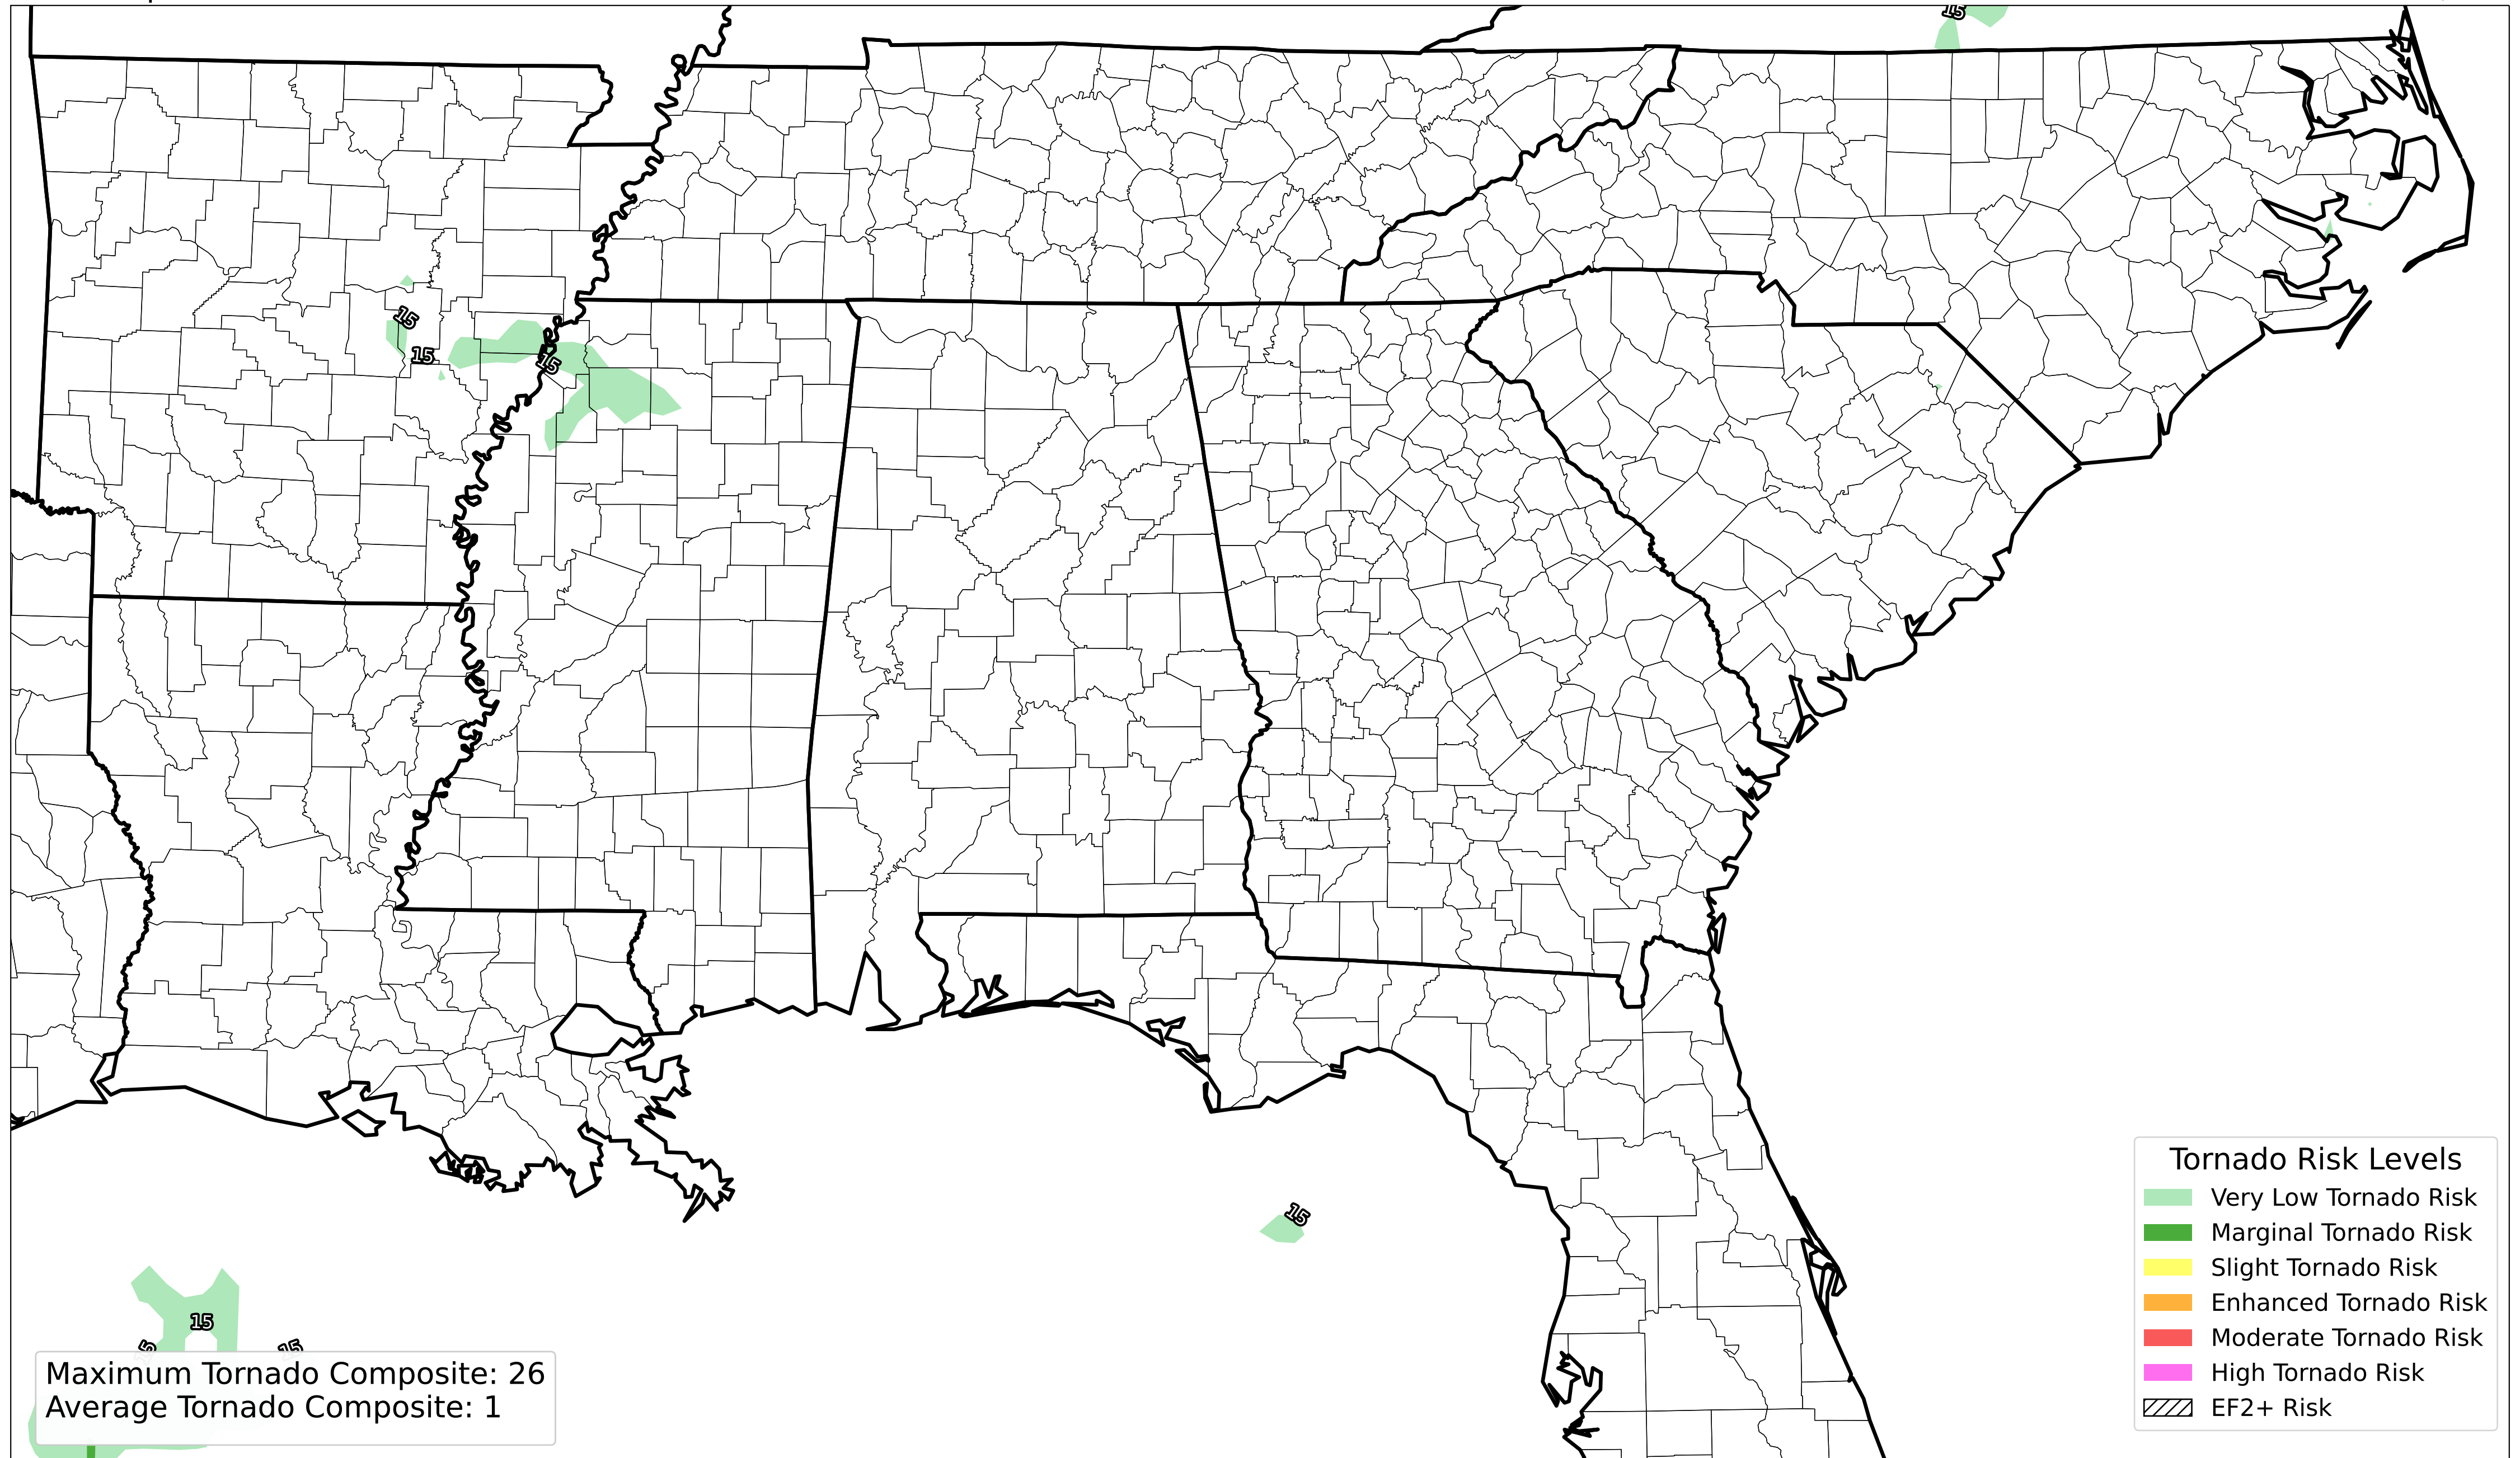 15
15
15
15
15
15
15
Maximum Tornado Composite: 26
Average Tornado Composite: 1
Tornado Risk Levels
Very Low Tornado Risk
Marginal Tornado Risk
Slight Tornado Risk
Enhanced Tornado Risk
Moderate Tornado Risk
High Tornado Risk
EF2+ Risk